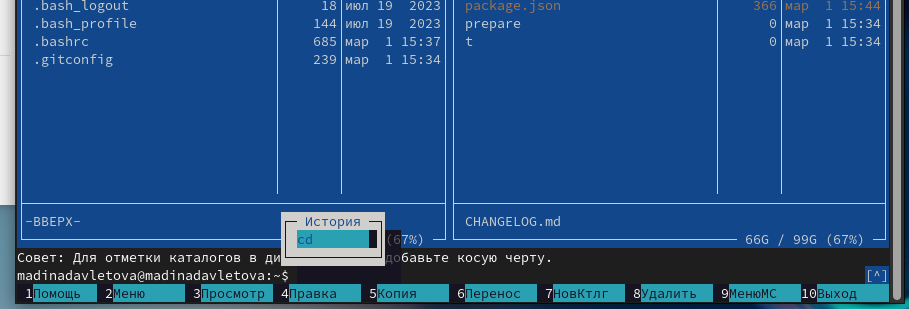 .bash_logout 18 июл 19 2023 package.json 366 мар 1 15:44
.bash_profile 144 июл 19 2023 prepare 0 мар 1 15:34
.bashrc 685 мар 1 15:37 t 0 мар 1 15:34
.gitconfig 239 мар 1 15:34
-ВВЕРХ- CHANGELOG.md
История
cd
(67%) 66G / 99G (67%)
Совет: Для отметки каталогов в ди добавьте косую черту.
madinadavletova@madinadavletova:~$ [^]
1Помощь 2Меню 3Просмотр 4Правка 5Копия 6Перенос 7НовКтлг 8Удалить 9МенюМС 10Выход